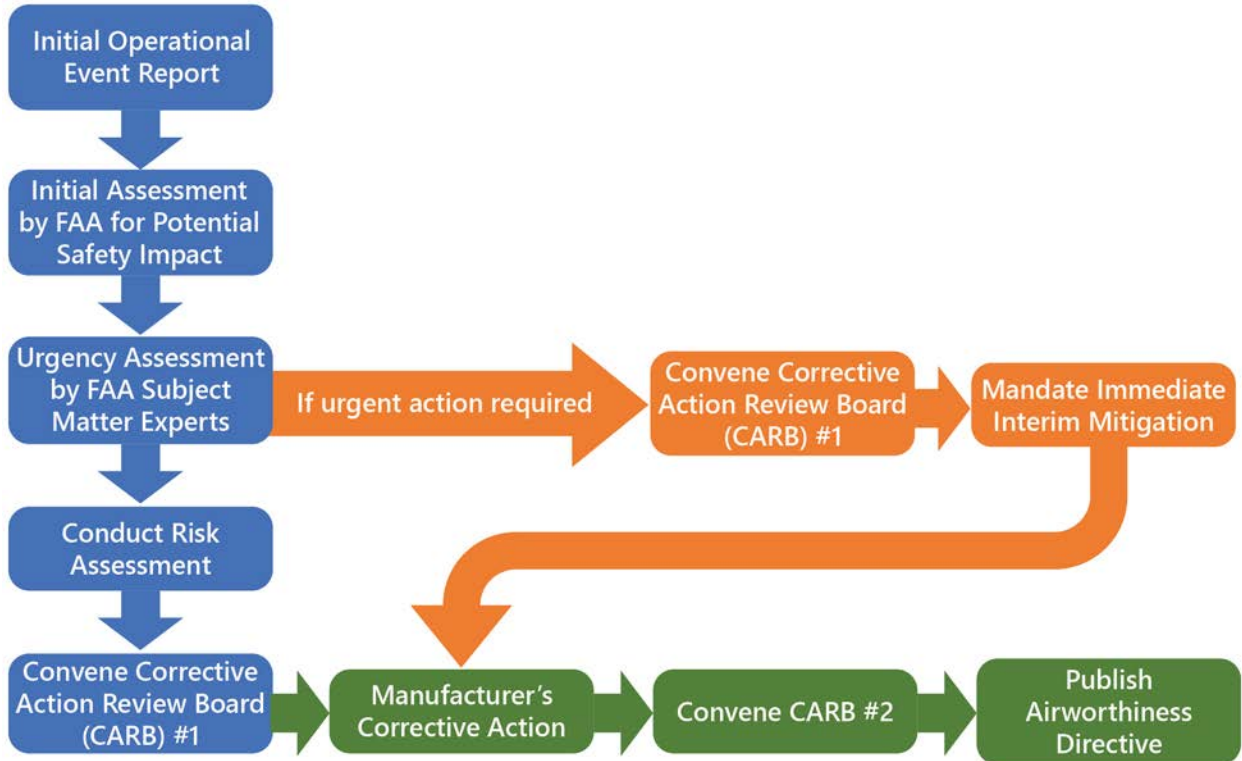 Initial Operational
Event Report
Initial Assessment
by FAA for Potential
Safety Impact
Urgency Assessment
by FAA Subject
Matter Experts
If urgent action required
Convene Corrective
Action Review Board
(CARB) #1
Mandate Immediate
Interim Mitigation
Conduct Risk
Assessment
Convene Corrective
Action Review Board
(CARB) #1
Manufacturer’s
Corrective Action
Convene CARB #2
Publish
Airworthiness
Directive